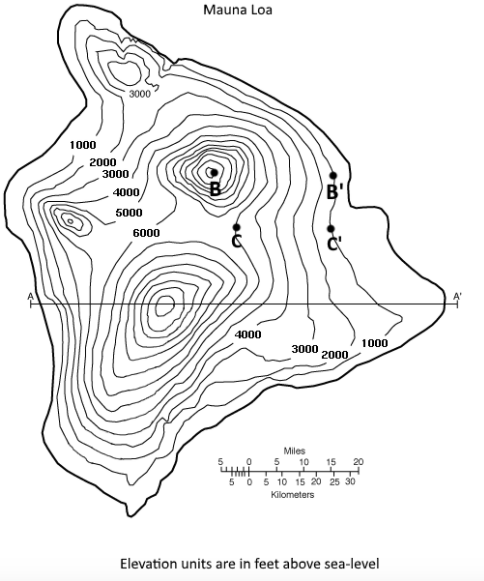 Mauna Loa
3000
1000
2000
3000
4000
5000
6000
B
B'
C
C'
A
A'
4000
3000
2000
1000
Miles
5 0 5 10 15 20
5 0 5 10 15 20 25 30
Kilometers
Elevation units are in feet above sea-level